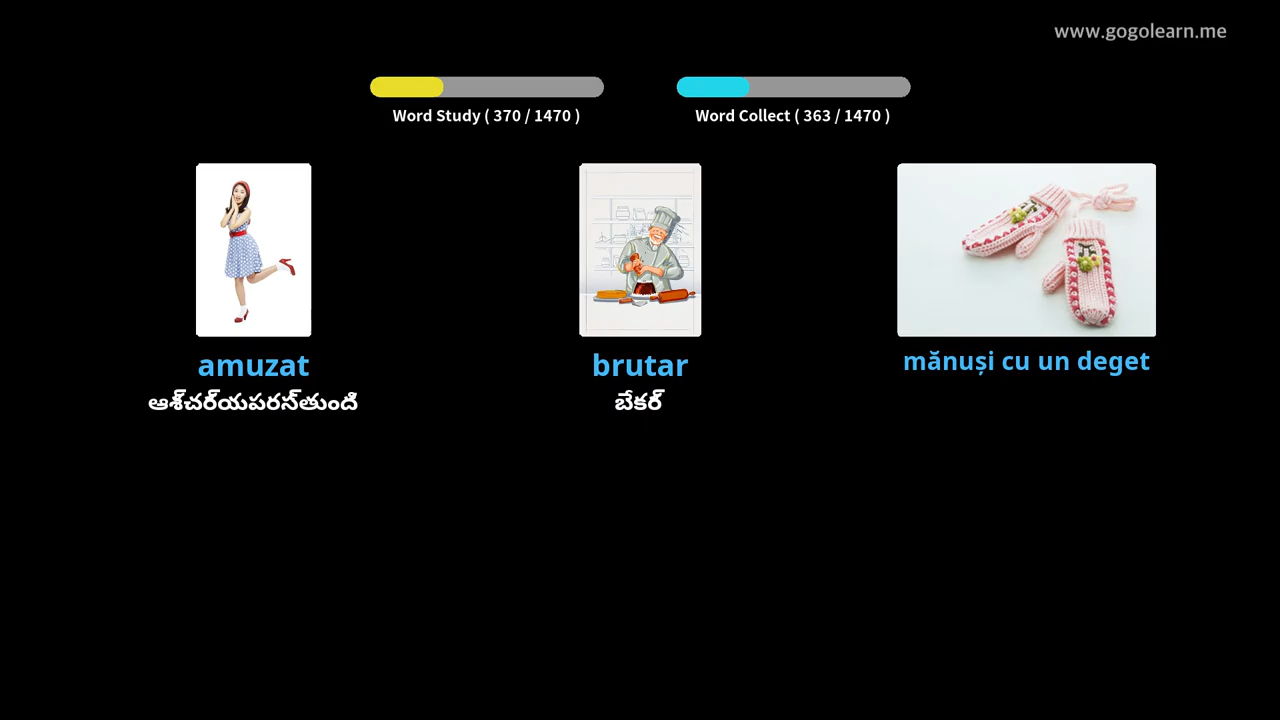 www.gogolearn.me
Word Study ( 370 / 1470 )
Word Collect ( 363 / 1470 )
amuzat
ఆశ్‌చర్‌యపరస్‌తుంది
brutar
బేకర్
mănuși cu un deget